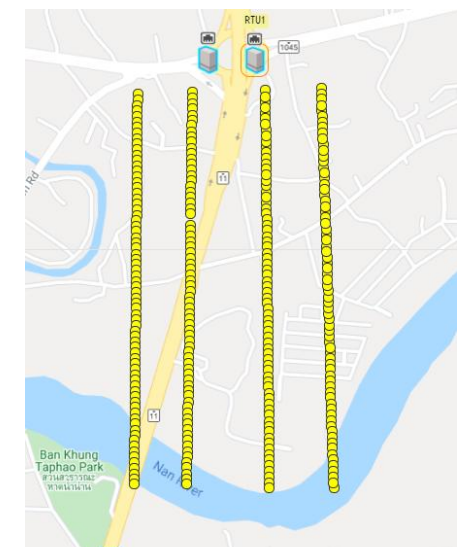 RTU1
1045
11
11
Ban Khung
Taphao Park
สวนสาธารณะ
หาดน้ำน่าน
Nan River
Rd